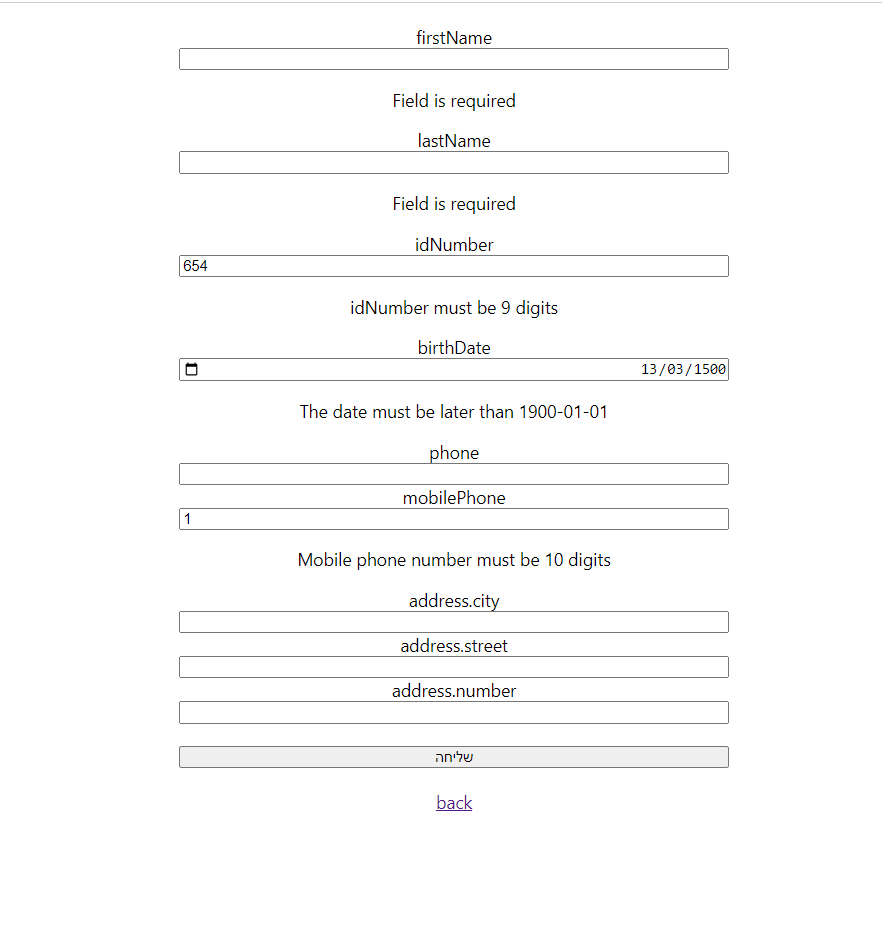 firstName
Field is required
lastName
Field is required
idNumber
654
idNumber must be 9 digits
birthDate
13/03/1500
The date must be later than 1900-01-01
phone
mobilePhone
1
Mobile phone number must be 10 digits
address.city
address.street
address.number
שליחה
back